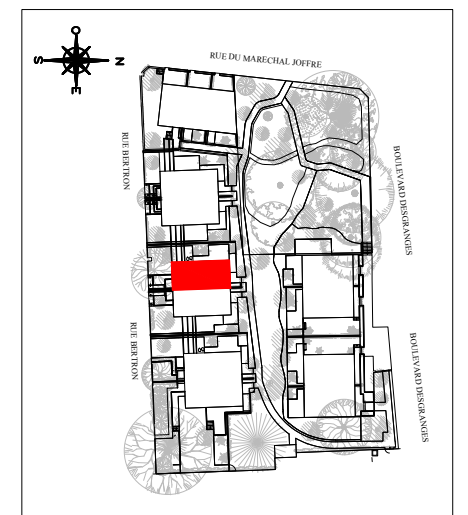 O
S N
E
RUE DU MARECHAL JOFFRE
RUE BERTRON
BOULEVARD DESGRANGES
RUE BERTRON
BOULEVARD DESGRANGES